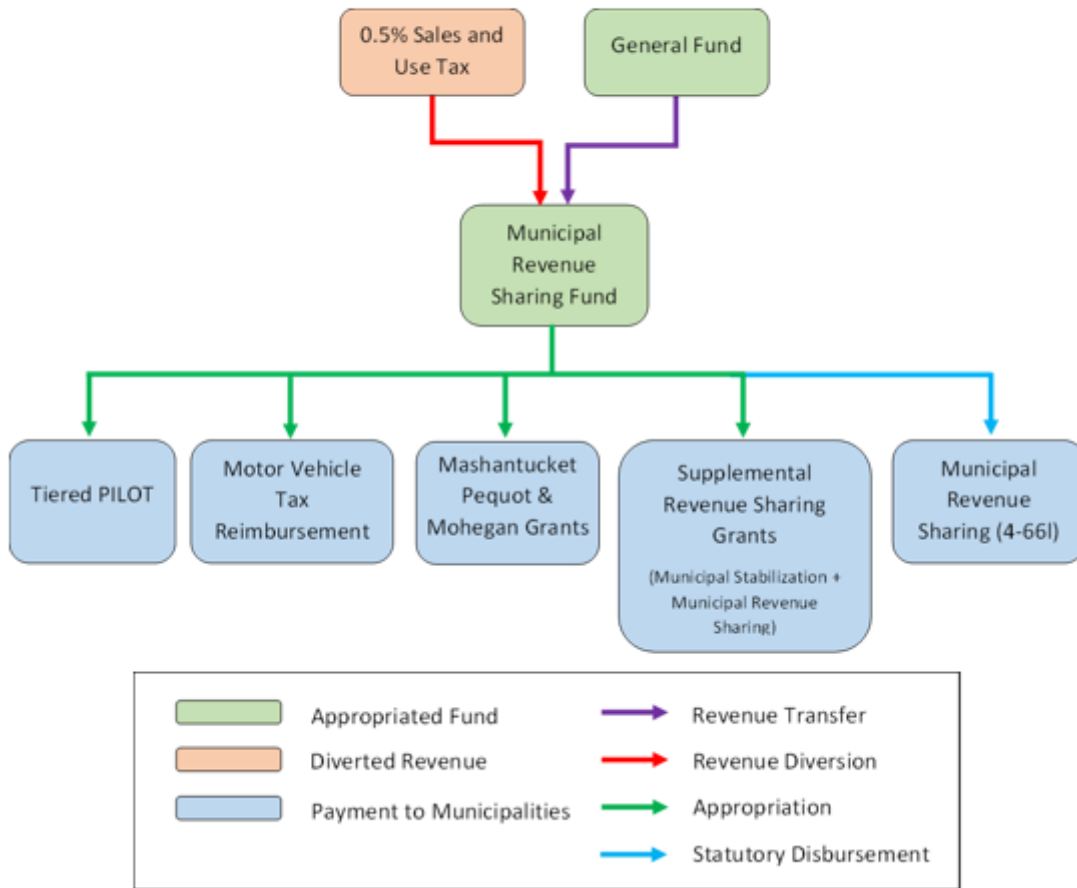 0.5% Sales and
Use Tax
General Fund
Municipal
Revenue
Sharing Fund
Tiered PILOT
Motor Vehicle
Tax
Reimbursement
Mashantucket
Pequot &
Mohegan Grants
Supplemental
Revenue Sharing
Grants
(Municipal Stabilization +
Municipal Revenue
Sharing)
Municipal
Revenue
Sharing (4-66l)
Appropriated Fund
Diverted Revenue
Payment to Municipalities
Revenue Transfer
Revenue Diversion
Appropriation
Statutory Disbursement